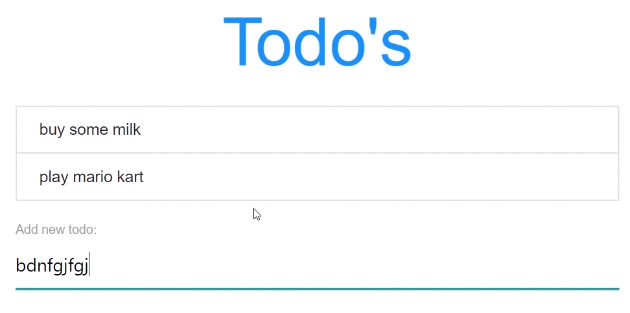 Todo's
buy some milk
play mario kart
Add new todo:
bdnfgjfgj